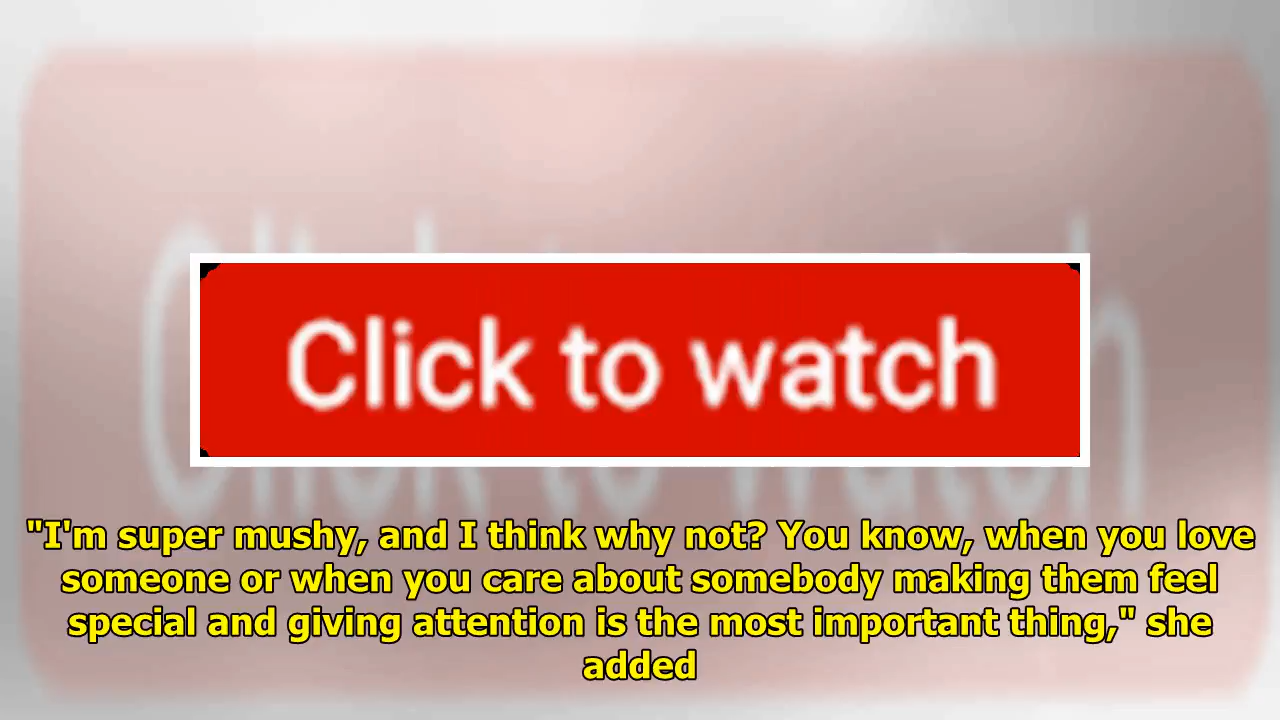 Click to watch
"I'm super mushy, and I think why not? You know, when you love
someone or when you care about somebody making them feel
special and giving attention is the most important thing," she
added